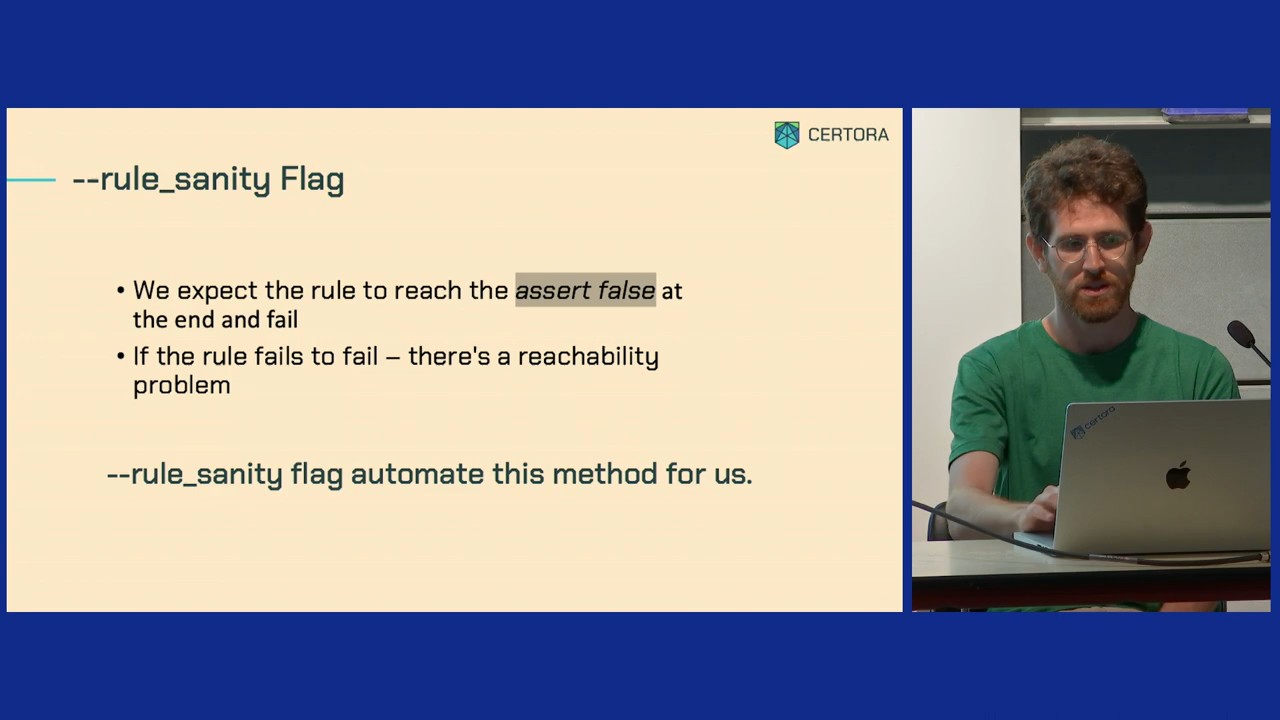 CERTORA
--rule_sanity Flag
• We expect the rule to reach the assert false at
the end and fail
• If the rule fails to fail – there's a reachability
problem
--rule_sanity flag automate this method for us.
certora